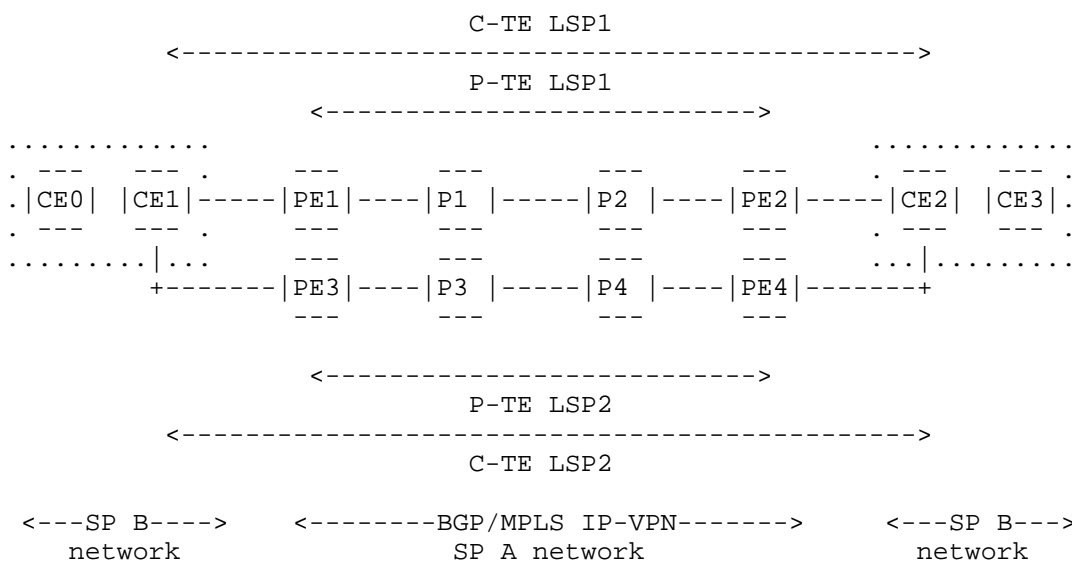 C-TE LSP1
<---------------------------------------------->
P-TE LSP1
<--------------------------->
............. .............
. --- --- . --- --- --- --- . --- --- .
.|CE0| |CE1|-----|PE1|----|P1 |-----|P2 |----|PE2|-----|CE2| |CE3|.
. --- --- . --- --- --- --- . --- --- .
.........|... --- --- --- --- ...|.........
+-------|PE3|----|P3 |-----|P4 |----|PE4|-------+
--- --- --- ---
<--------------------------->
P-TE LSP2
<---------------------------------------------->
C-TE LSP2
<---SP B----> <--------BGP/MPLS IP-VPN-------> <---SP B--->
network SP A network network